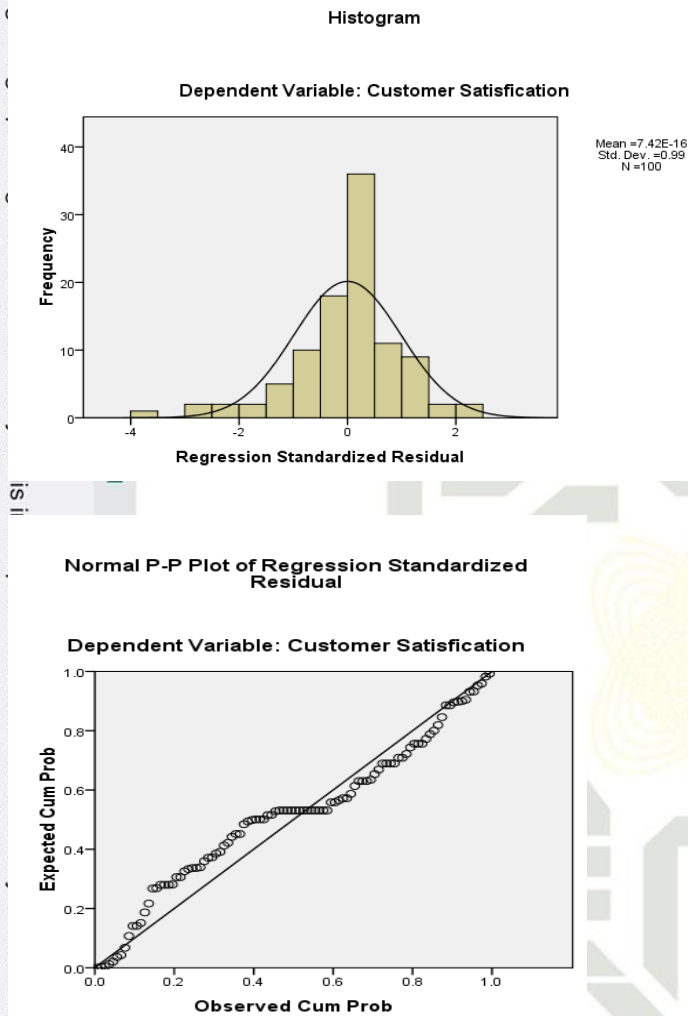 Histogram
Dependent Variable: Customer Satisfication
Mean =7.42E-16
Std. Dev. =0.99
N =100
Frequency
40
30
20
10
0
-4
-2
0
2
Regression Standardized Residual
is
Normal P-P Plot of Regression Standardized
Residual
Dependent Variable: Customer Satisfication
Expected Cum Prob
1.0
0.8
0.6
0.4
0.2
0.0
0.0
0.2
0.4
0.6
0.8
1.0
Observed Cum Prob